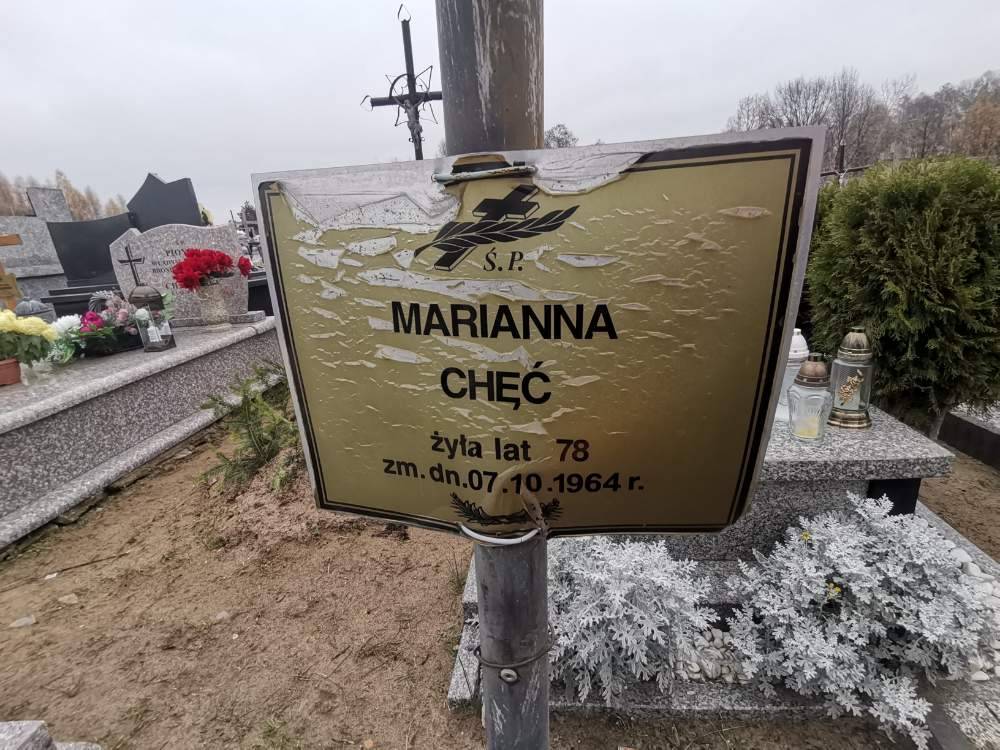 Ś.P.
MARIANNA
CHĘĆ
żyła lat 78
zm. dn. 07.10.1964 r.